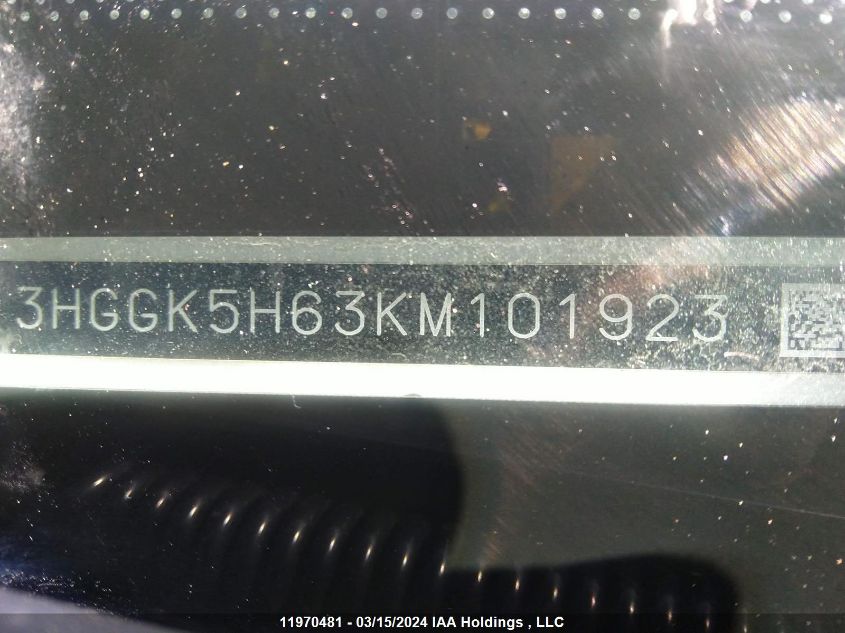 3HGGK5H63KM101923
11970481 - 03/15/2024 IAA Holdings , LLC